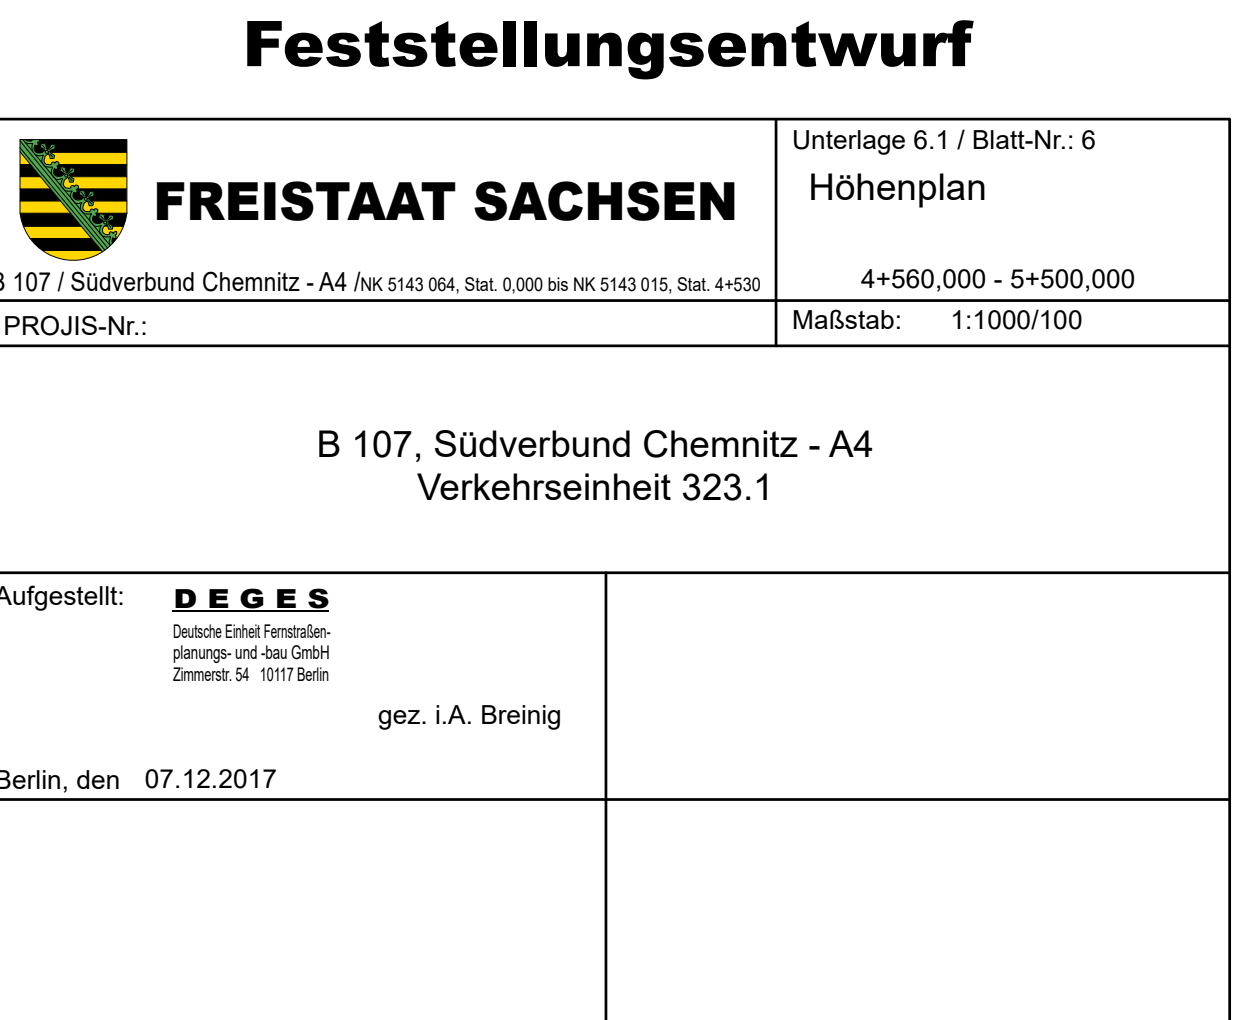 Feststellungsentwurf
FREISTAAT SACHSEN
B 107 / Südverbund Chemnitz - A4 /NK 5143 064, Stat. 0,000 bis NK 5143 015, Stat. 4+530
Unterlage 6.1 / Blatt-Nr.: 6
Höhenplan
4+560,000 - 5+500,000
PROJIS-Nr.:
Maßstab: 1:1000/100
B 107, Südverbund Chemnitz - A4
Verkehrseinheit 323.1
Aufgestellt:
DEGES
Deutsche Einheit Fernstraßen-
planungs- und -bau GmbH
Zimmerstr. 54 10117 Berlin
gez. i.A. Breinig
Berlin, den 07.12.2017